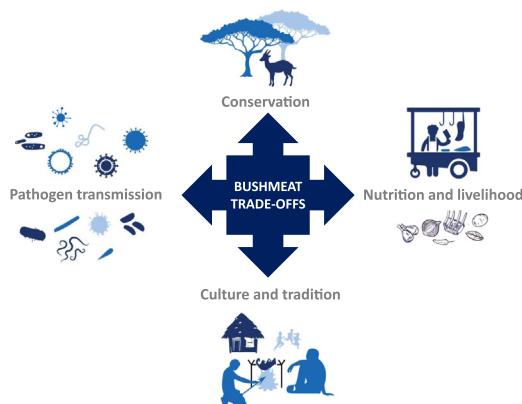 Conservation
Pathogen transmission
BUSHMEAT
TRADE-OFFS
Nutrition and livelihood
Culture and tradition